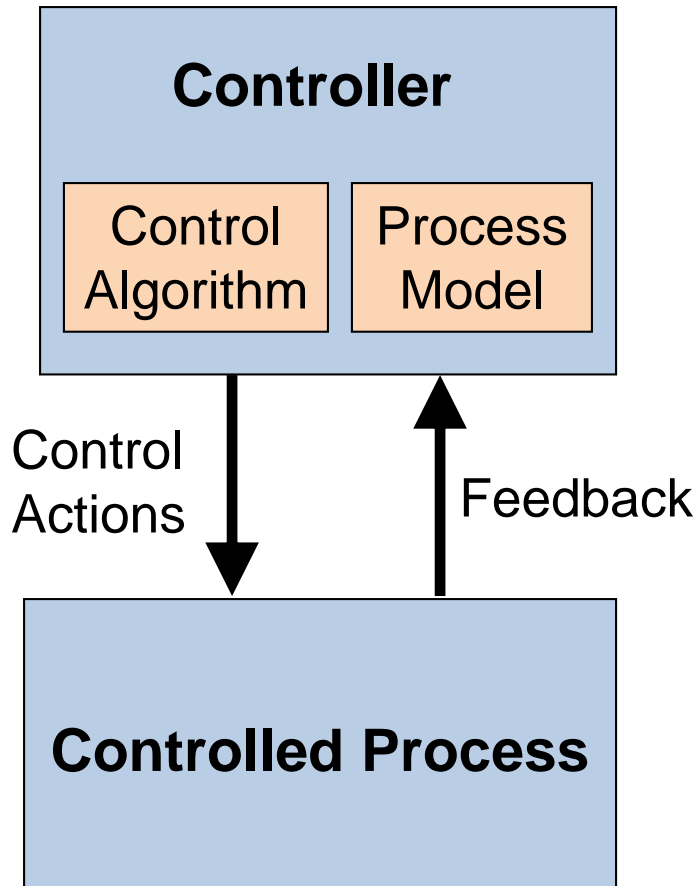 Controller
Control
Algorithm
Process
Model
Control
Actions
Feedback
Controlled Process